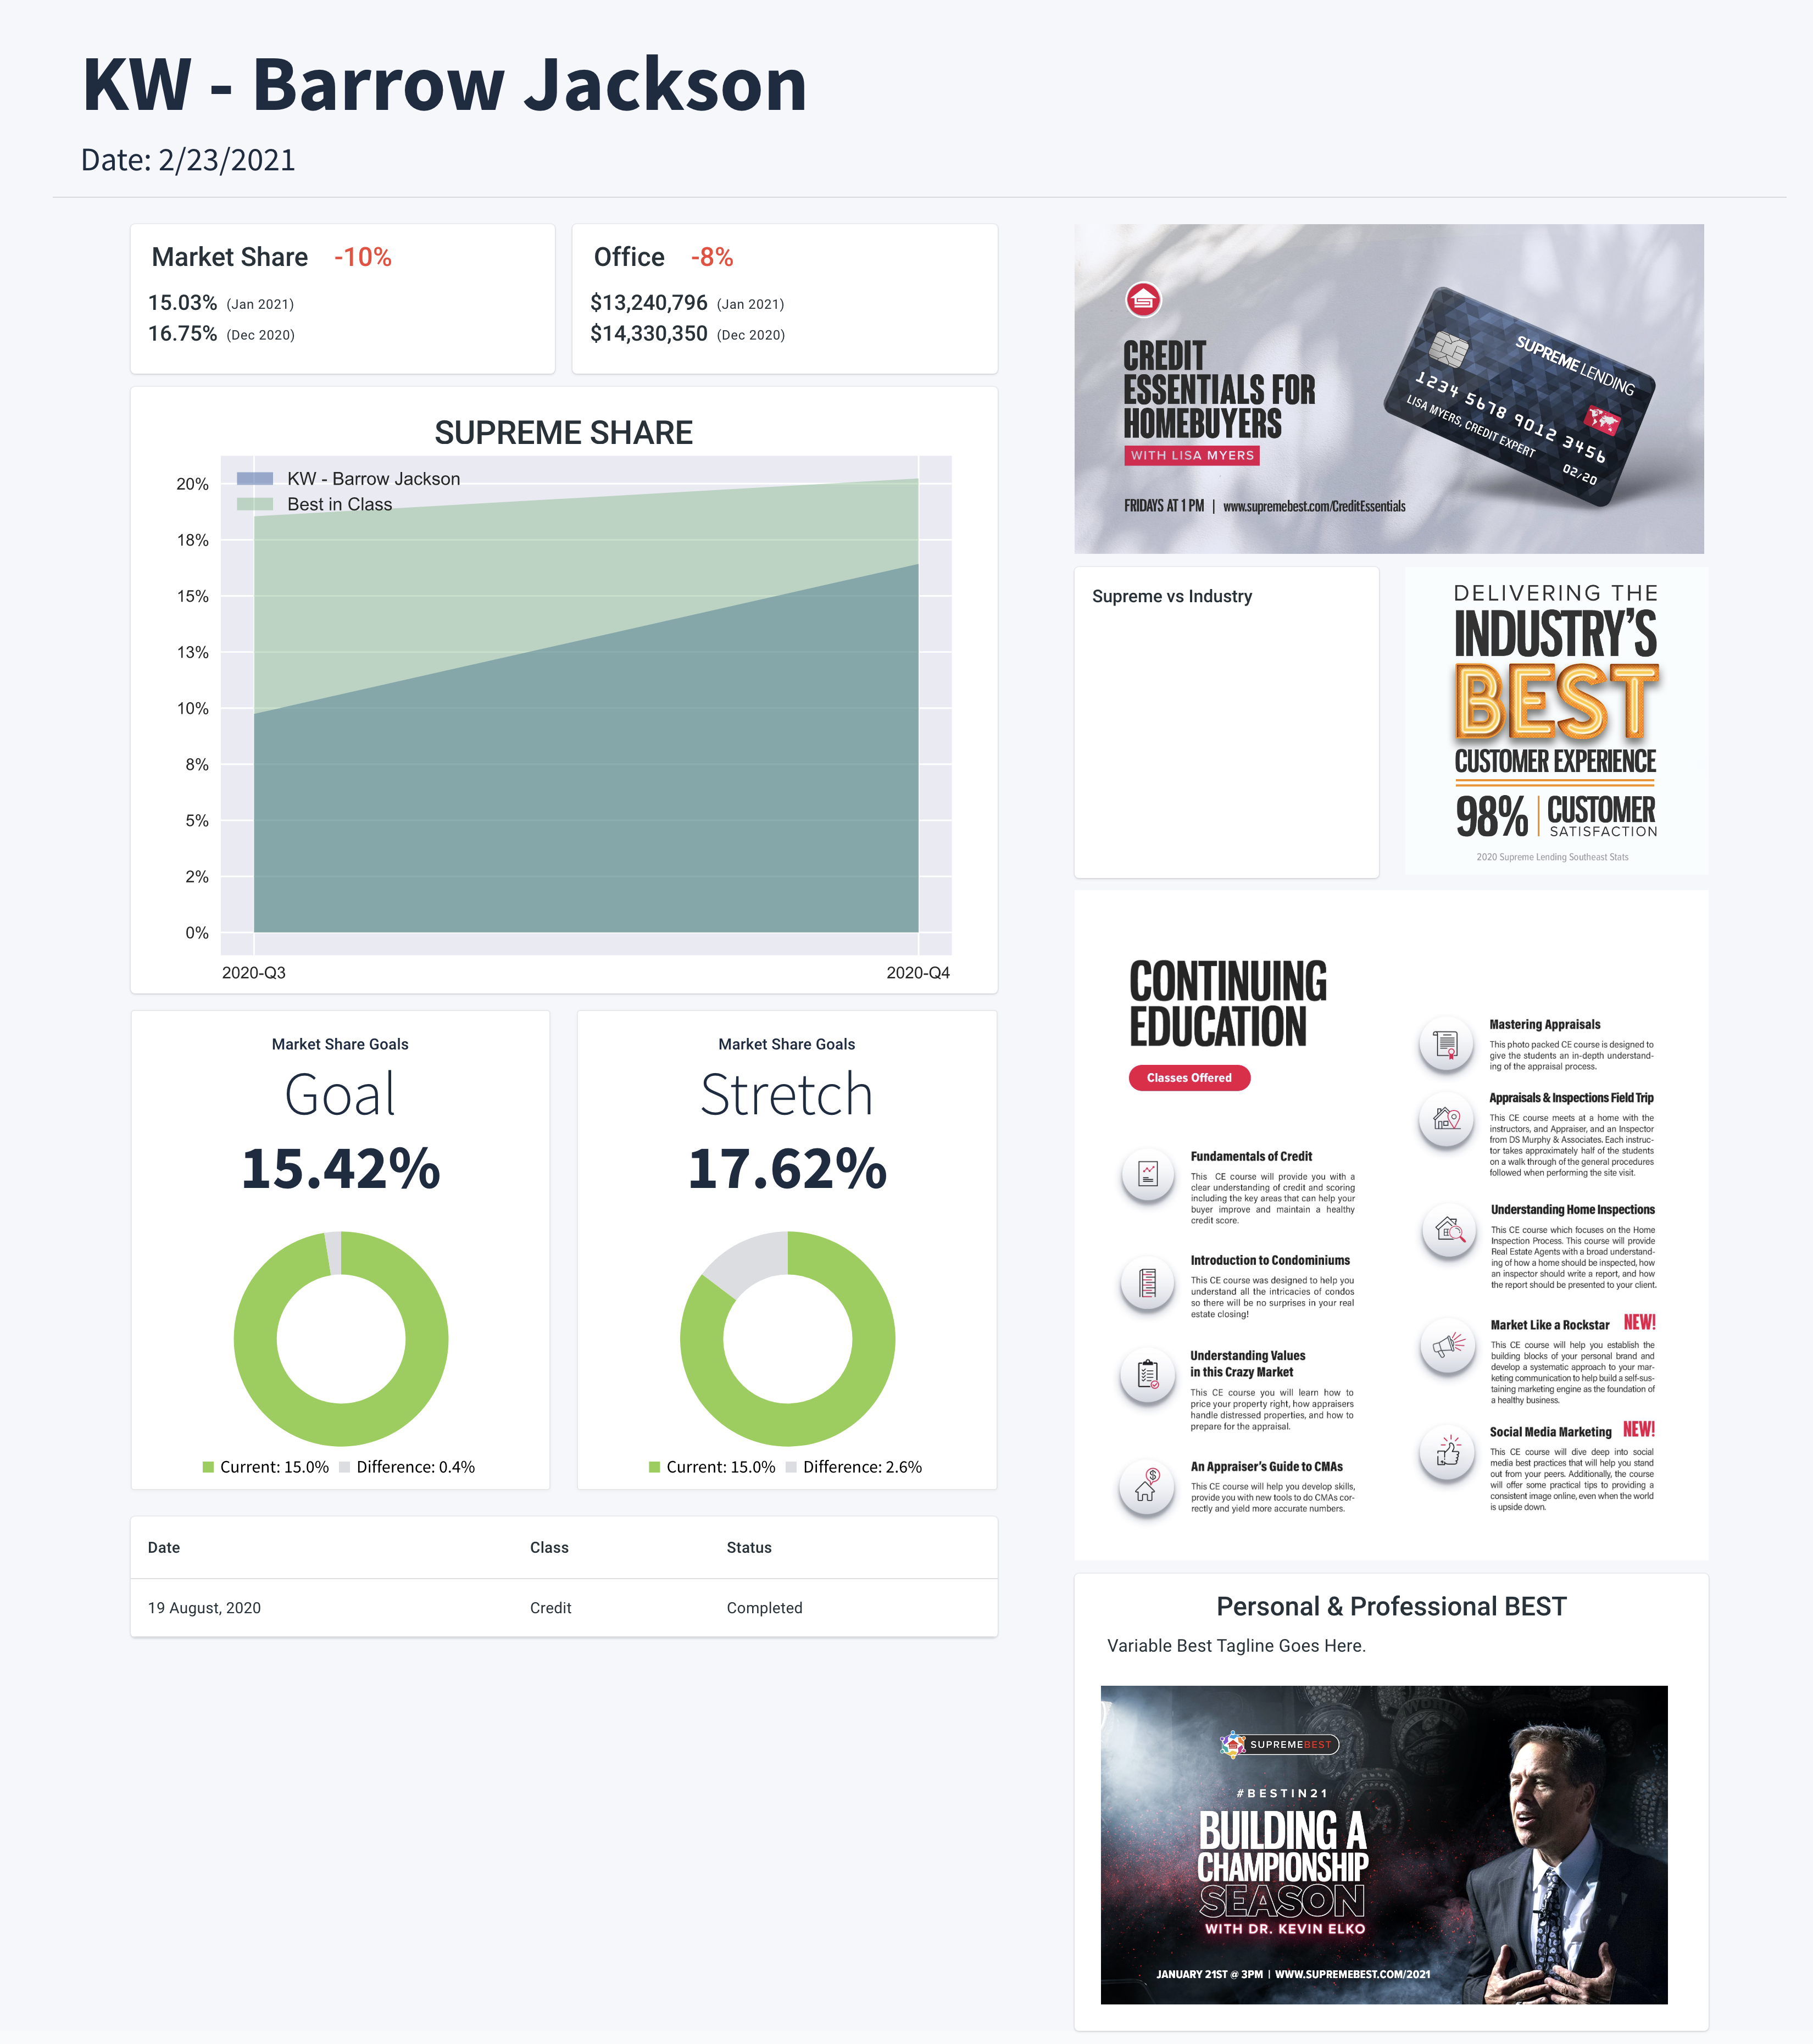 KW - Barrow Jackson
Date: 2/23/2021
Market Share -10%
15.03% (Jan 2021)
16.75% (Dec 2020)
Office -8%
$13,240,796 (Jan 2021)
$14,330,350 (Dec 2020)
SUPREME SHARE
KW - Barrow Jackson
Best in Class
20%
18%
15%
13%
10%
8%
5%
2%
0%
2020-Q3
2020-Q4
Market Share Goals
Goal
15.42%
Current: 15.0% Difference: 0.4%
Market Share Goals
Stretch
17.62%
Current: 15.0% Difference: 2.6%
Date Class Status
19 August, 2020 Credit Completed
CREDIT
ESSENTIALS FOR
HOMEBUYERS
WITH LISA MYERS
FRIDAYS AT 1 PM | www.supremebest.com/CreditEssentials
SUPREME LENDING
1234 5678 9012 3456
LISA MYERS, CREDIT EXPERT
02/20
Supreme vs Industry
DELIVERING THE
INDUSTRY'S
BEST
CUSTOMER EXPERIENCE
98% | CUSTOMER
SATISFACTION
2020 Supreme Lending Southeast Stats
CONTINUING
EDUCATION
Classes Offered
Fundamentals of Credit
This CE course will provide you with a
clear understanding of credit and scoring
including the key areas that can help your
buyer improve and maintain a healthy
credit score.
Introduction to Condominiums
This CE course was designed to help you
understand all the intricacies of condos
so there will be no surprises in your real
estate closing!
Understanding Values
in this Crazy Market
This CE course you will learn how to
price your property right, how appraisers
handle distressed properties, and how to
prepare for the appraisal.
An Appraiser's Guide to CMAs
This CE course will help you develop skills,
provide you with new tools to do CMAs cor-
rectly and yield more accurate numbers.
Mastering Appraisals
This photo packed CE course is designed to
give the students an in-depth understand-
ing of the appraisal process.
Appraisals & Inspections Field Trip
This CE course meets at a home with the
instructors, and Appraiser, and an Inspector
from DS Murphy & Associates. Each instruc-
tor takes approximately half of the students
on a walk through of the general procedures
followed when performing the site visit.
Understanding Home Inspections
This CE course which focuses on the Home
Inspection Process. This course will provide
Real Estate Agents with a broad understand-
ing of how a home should be inspected, how
an inspector should write a report, and how
the report should be presented to your client.
Market Like a Rockstar NEW!
This CE course will help you establish the
building blocks of your personal brand and
develop a systematic approach to your mar-
keting communication to help build a self-sus-
taining marketing engine as the foundation of
a healthy business.
Social Media Marketing NEW!
This CE course will dive deep into social
media best practices that will help you stand
out from your peers. Additionally, the course
will offer some practical tips to providing a
consistent image online, even when the world
is upside down.
Personal & Professional BEST
Variable Best Tagline Goes Here.
SUPREMEBEST
#BESTIN21
BUILDING A
CHAMPIONSHIP
SEASON
WITH DR. KEVIN ELKO
JANUARY 21ST @ 3PM | WWW.SUPREMEBEST.COM/2021